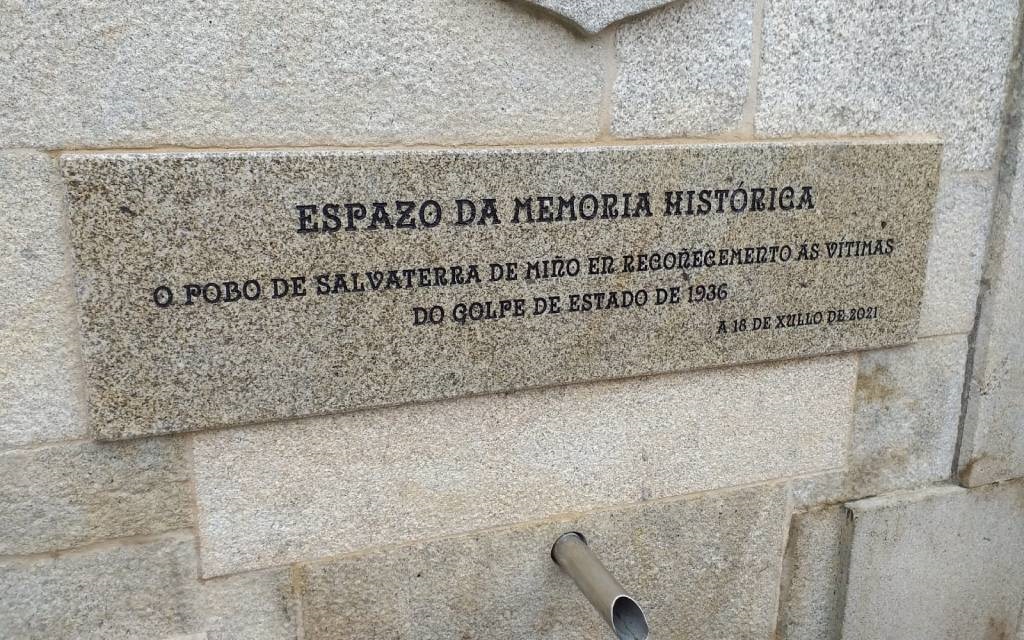 ESPAZO DA MEMORIA HISTÓRICA
O POBO DE SALVATERRA DE MIÑO EN RECOÑECEMENTO ÁS VÍTIMAS
DO GOLPE DE ESTADO DE 1936
A 18 DE XULLO DE 2021